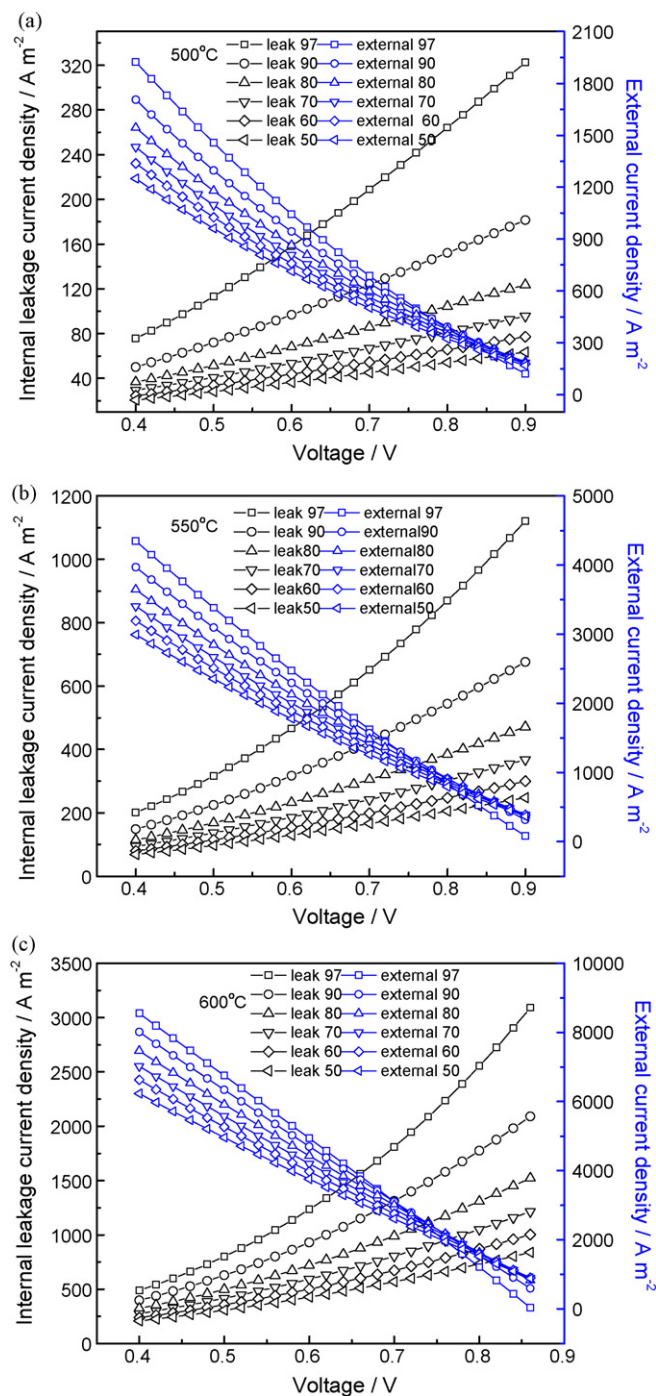 (a)
500°C
leak 97 external 97
leak 90 external 90
leak 80 external 80
leak 70 external 70
leak 60 external 60
leak 50 external 50
Internal leakage current density / A m-2
320
280
240
200
160
120
80
40
External current density / A m-2
2100
1800
1500
1200
900
600
300
0
0.4 0.5 0.6 0.7 0.8 0.9
Voltage / V
(b)
550°C
leak 97 external 97
leak 90 external90
leak80 external80
leak70 external70
leak60 external60
leak50 external50
Internal leakage current density / A m-2
1200
1000
800
600
400
200
0
External current density / A m-2
5000
4000
3000
2000
1000
0
0.4 0.5 0.6 0.7 0.8 0.9
Voltage / V
(c)
600°C
leak 97 external 97
leak 90 external 90
leak 80 external 80
leak 70 external 70
leak 60 external 60
leak 50 external 50
Internal leakage current density / A m-2
3500
3000
2500
2000
1500
1000
500
0
External current density / A m-2
10000
8000
6000
4000
2000
0
0.4 0.5 0.6 0.7 0.8 0.9
Voltage / V